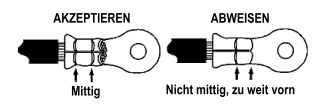 AKZEPTIEREN
ABWEISEN
Mittig
Nicht mittig, zu weit vorn